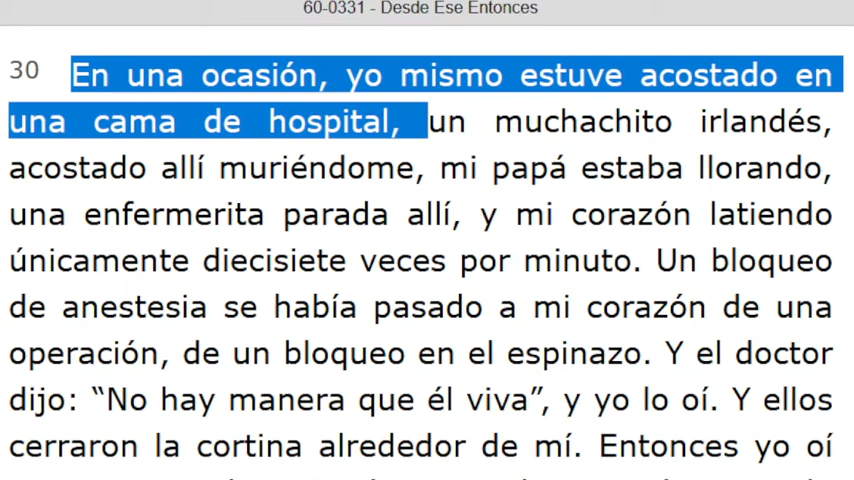 60-0331 - Desde Ese Entonces
30 En una ocasión, yo mismo estuve acostado en
una cama de hospital, un muchachito irlandés,
acostado allí muriéndome, mi papá estaba llorando,
una enfermerita parada allí, y mi corazón latiendo
únicamente diecisiete veces por minuto. Un bloqueo
de anestesia se había pasado a mi corazón de una
operación, de un bloqueo en el espinazo. Y el doctor
dijo: “No hay manera que él viva”, y yo lo oí. Y ellos
cerraron la cortina alrededor de mí. Entonces yo oí